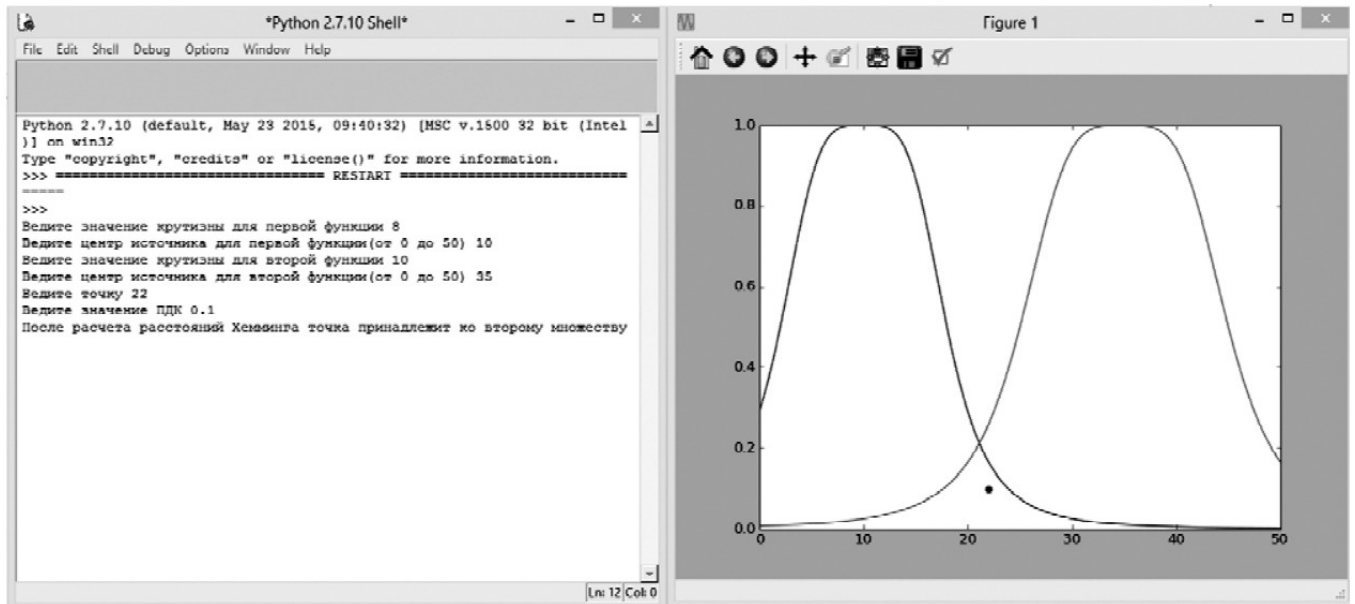 *Python 2.7.10 Shell*
File Edit Shell Debug Options Window Help
Python 2.7.10 (default, May 23 2015, 09:40:32) [MSC v.1500 32 bit (Intel
)] on win32
Type "copyright", "credits" or "license()" for more information.
>>> ================================ RESTART ================================
>>>
Ведите значение крутизны для первой функции 8
Ведите центр источника для первой функции(от 0 до 50) 10
Ведите значение крутизны для второй функции 10
Ведите центр источника для второй функции(от 0 до 50) 35
Ведите точку 22
Ведите значение ПДК 0.1
После расчета расстояний Хемминга точка принадлежит ко второму множеству
Ln: 12 Col: 0
Figure 1
1.0
0.8
0.6
0.4
0.2
0.0
0 10 20 30 40 50